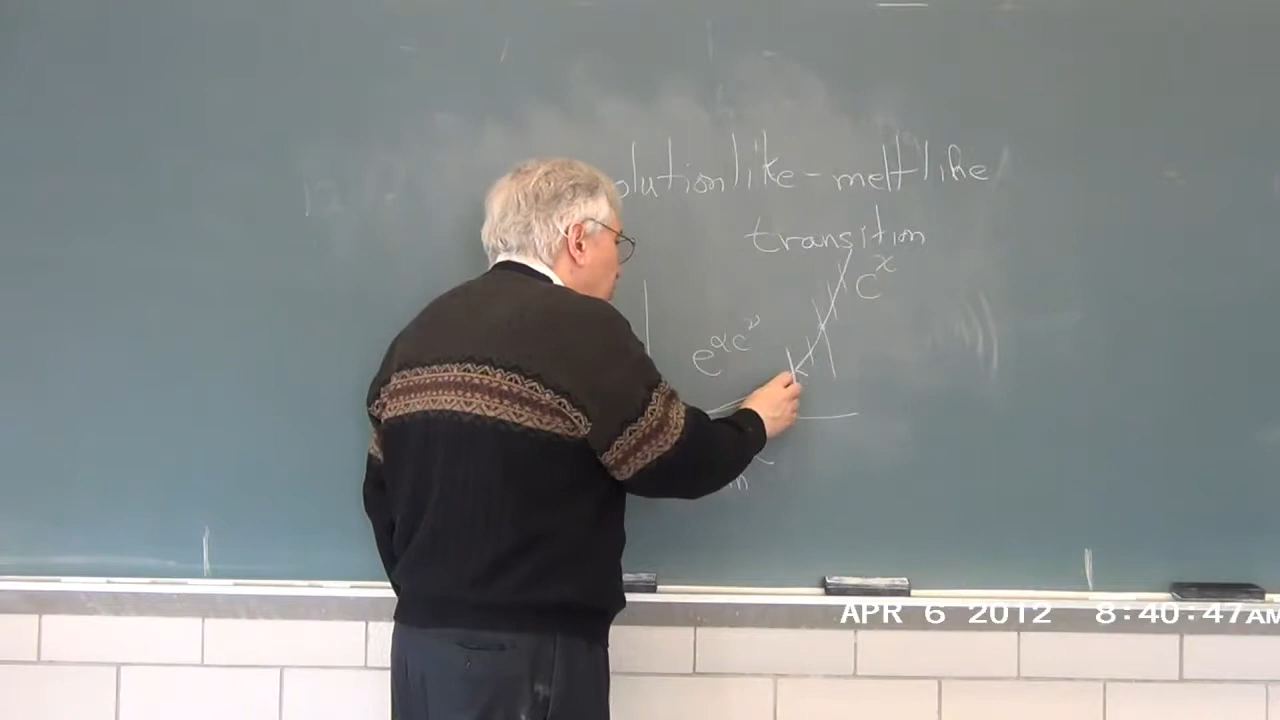 olutionlike-meltlike
transition
c^x
e^αc^ν
APR 6 2012 8:40:47AM